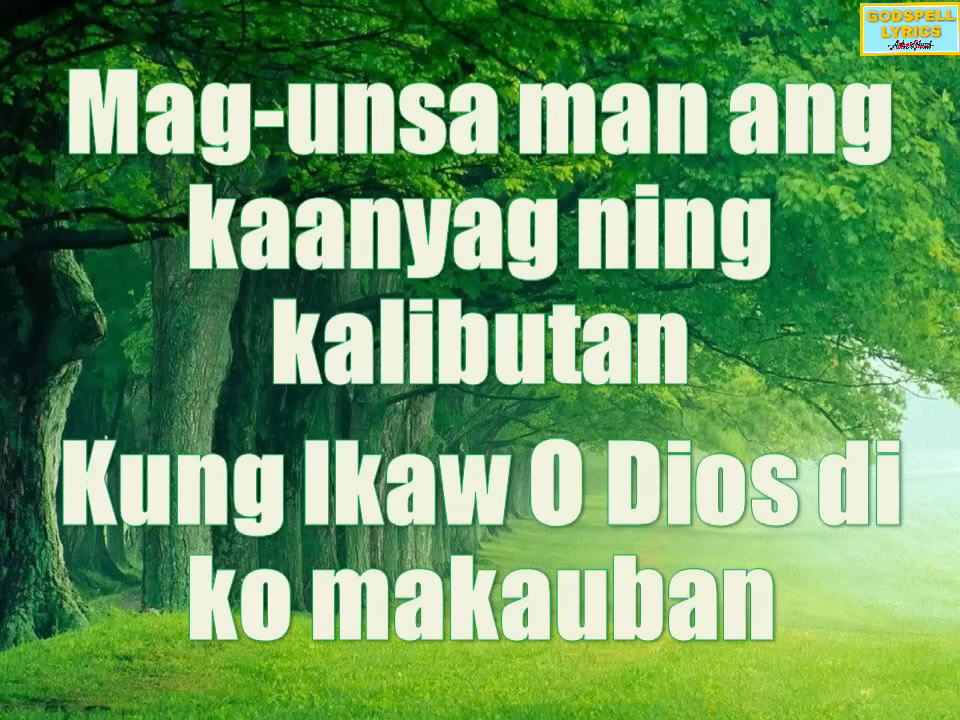 GODSPELL
LYRICS
Mag-unsa man ang
kaanyag ning
kalibutan
Kung Ikaw O Dios di
ko makauban